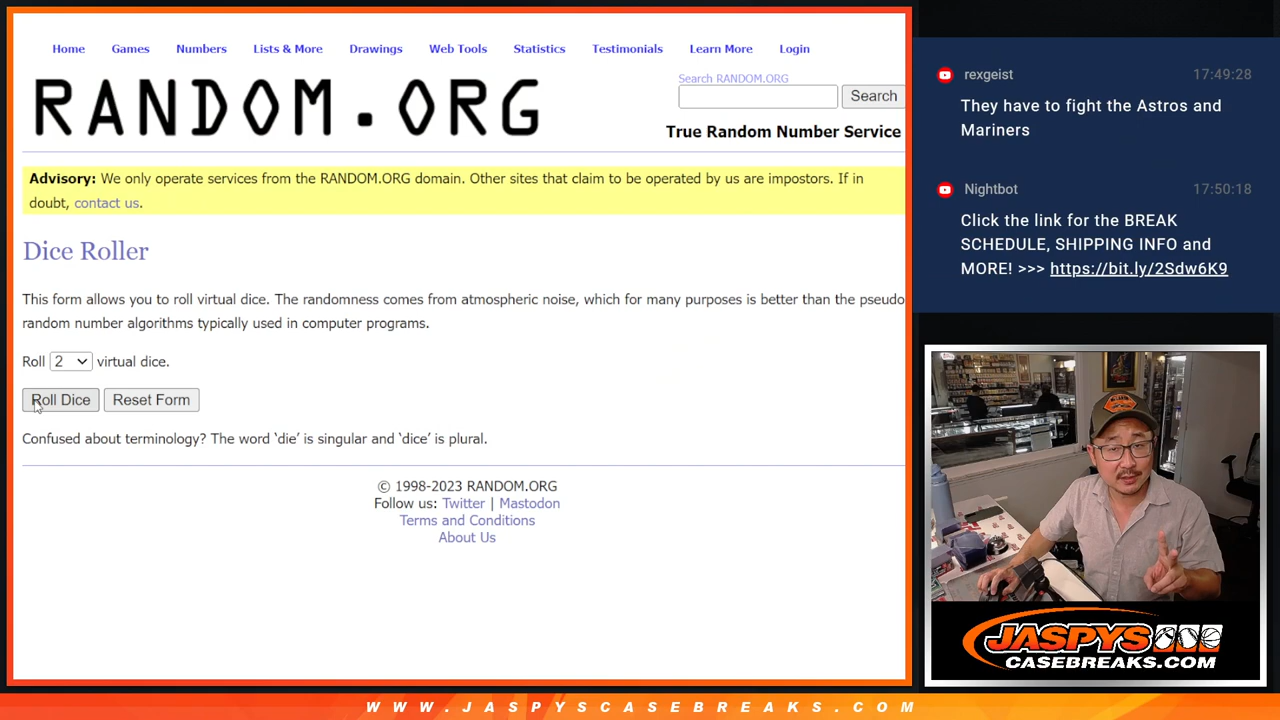 Home Games Numbers Lists & More Drawings Web Tools Statistics Testimonials Learn More Login
RANDOM.ORG
Search RANDOM.ORG
Search
True Random Number Service
Advisory: We only operate services from the RANDOM.ORG domain. Other sites that claim to be operated by us are impostors. If in
doubt, contact us.
Dice Roller
This form allows you to roll virtual dice. The randomness comes from atmospheric noise, which for many purposes is better than the pseudo
random number algorithms typically used in computer programs.
Roll 2 virtual dice.
Roll Dice Reset Form
Confused about terminology? The word ‘die’ is singular and ‘dice’ is plural.
© 1998-2023 RANDOM.ORG
Follow us: Twitter | Mastodon
Terms and Conditions
About Us
rexgeist 17:49:28
They have to fight the Astros and
Mariners
Nightbot 17:50:18
Click the link for the BREAK
SCHEDULE, SHIPPING INFO and
MORE! >>> https://bit.ly/2Sdw6K9
JASPYS
CASEBREAKS.COM
WWW.JASPYSCASEBREAKS.COM